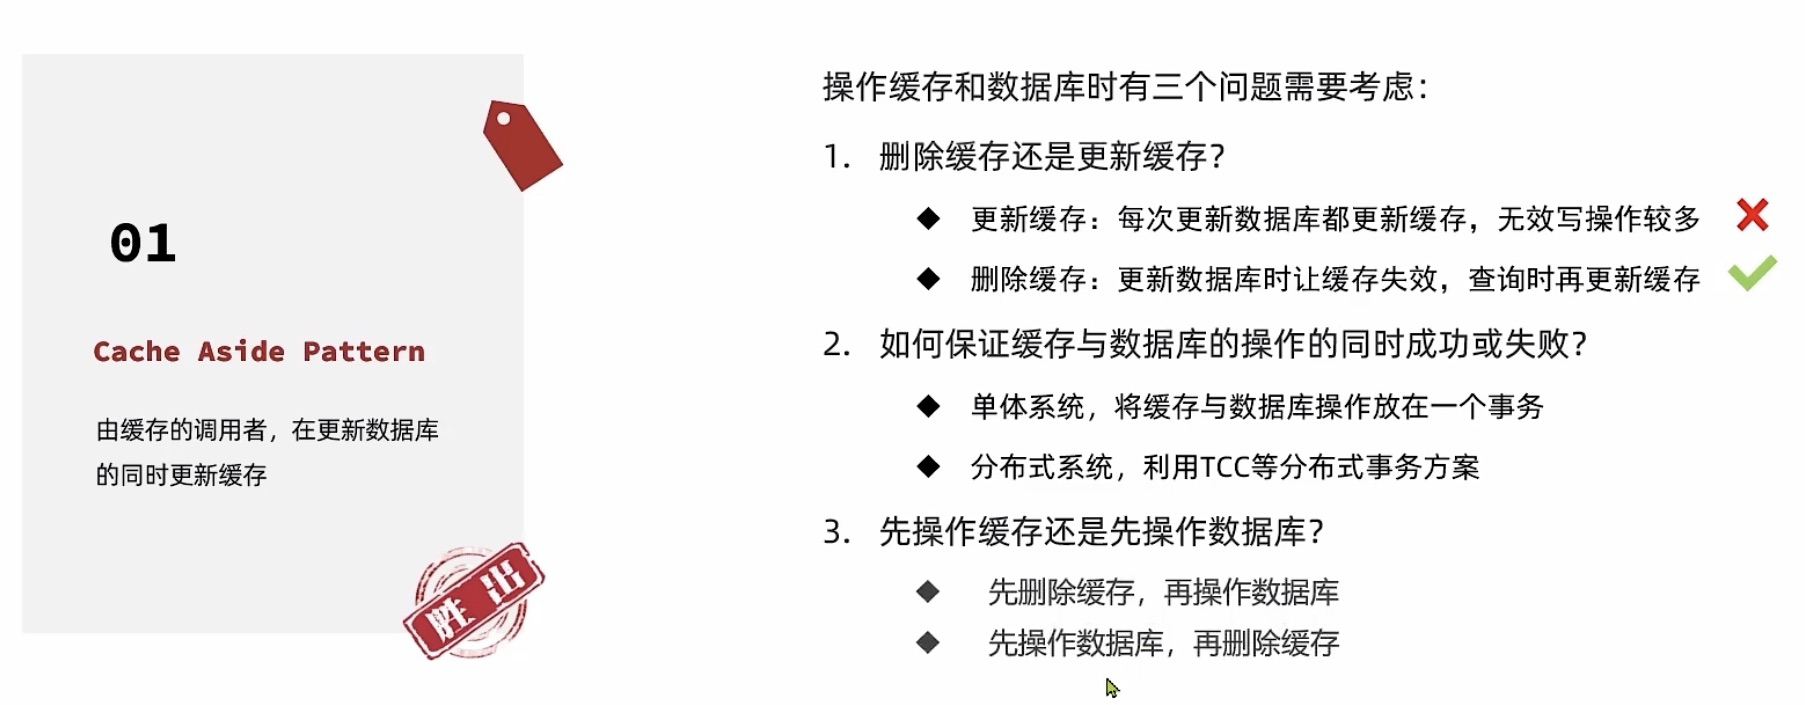 01
Cache Aside Pattern
由缓存的调用者，在更新数据库
的同时更新缓存
胜出
操作缓存和数据库时有三个问题需要考虑：
1. 删除缓存还是更新缓存？
◆ 更新缓存：每次更新数据库都更新缓存，无效写操作较多
◆ 删除缓存：更新数据库时让缓存失效，查询时再更新缓存
2. 如何保证缓存与数据库的操作的同时成功或失败？
◆ 单体系统，将缓存与数据库操作放在一个事务
◆ 分布式系统，利用TCC等分布式事务方案
3. 先操作缓存还是先操作数据库？
◆ 先删除缓存，再操作数据库
◆ 先操作数据库，再删除缓存